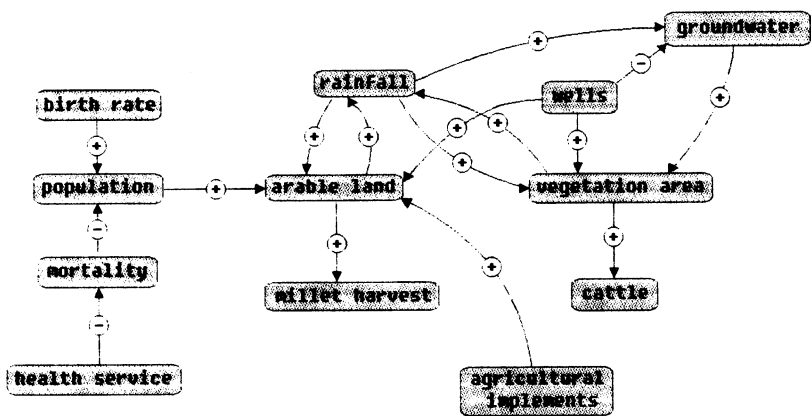 groundwater
+
-
rainfall
wells
birth rate
+
+
+
+
+
+
+
+
population
+
arable land
vegetation area
-
+
+
mortality
+
millet harvest
cattle
-
health service
agricultural
implements